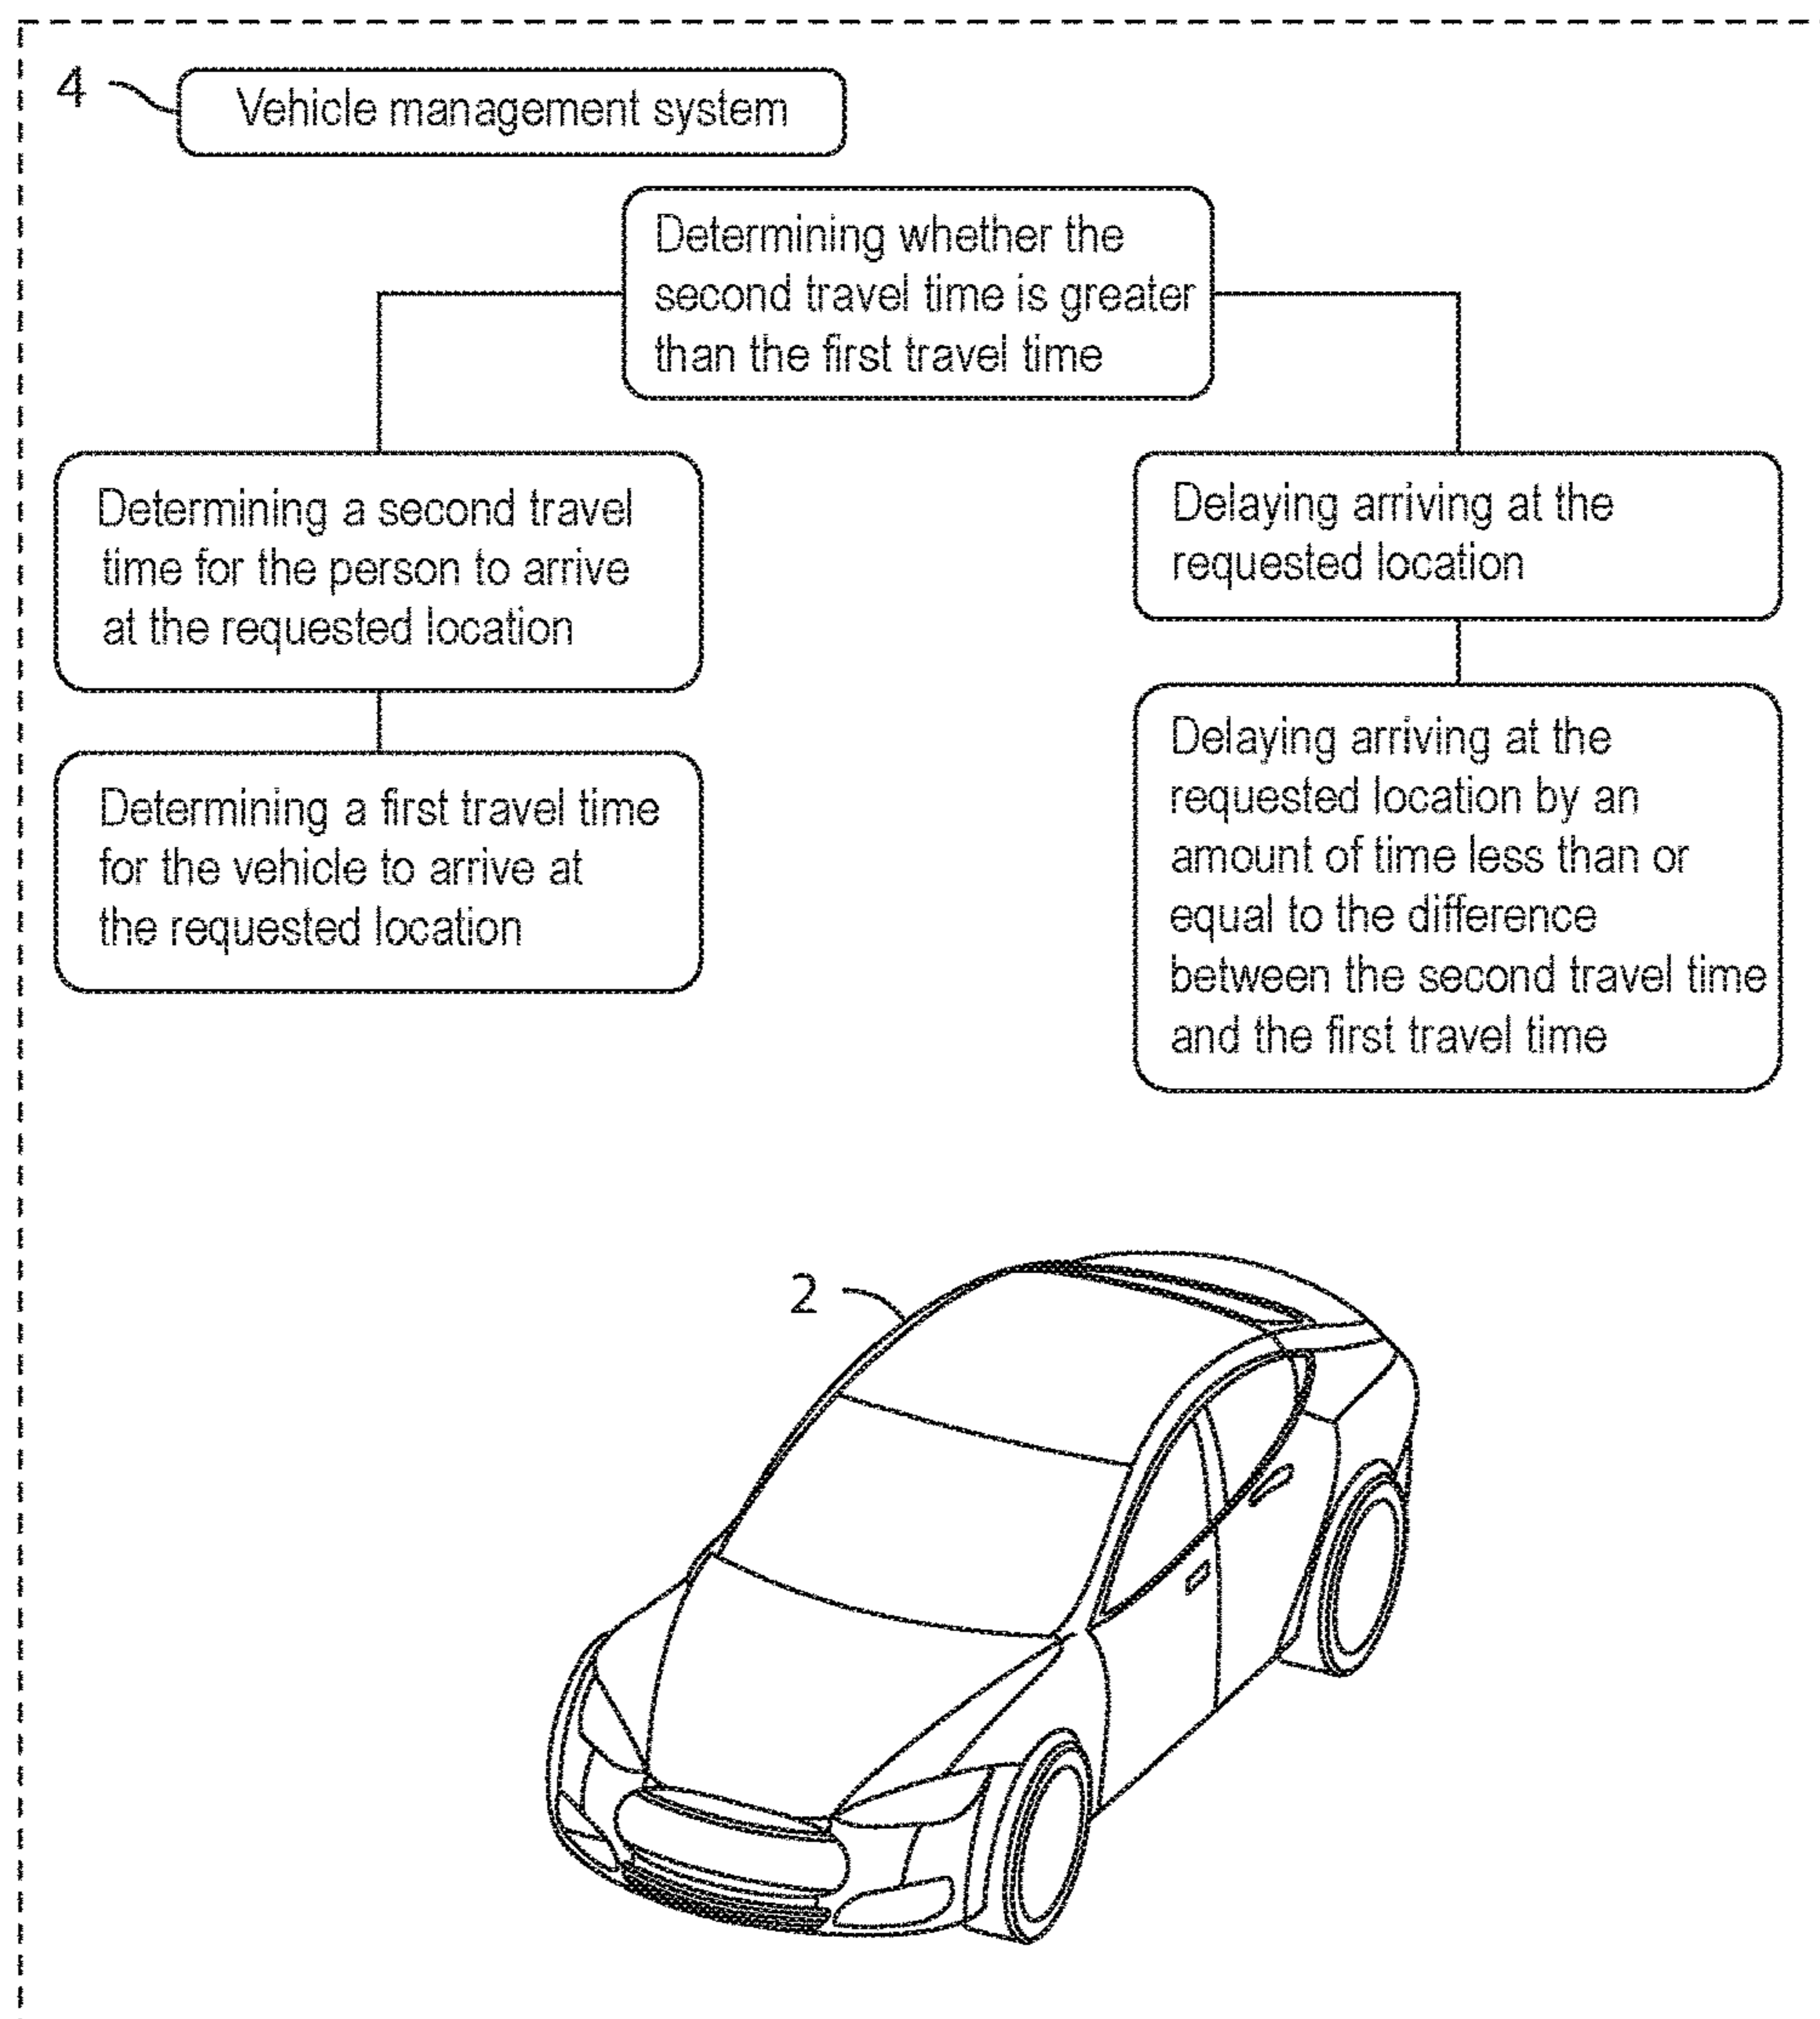 4
Vehicle management system
Determining whether the
second travel time is greater
than the first travel time
Determining a second travel
time for the person to arrive
at the requested location
Determining a first travel time
for the vehicle to arrive at
the requested location
Delaying arriving at the
requested location
Delaying arriving at the
requested location by an
amount of time less than or
equal to the difference
between the second travel time
and the first travel time
2